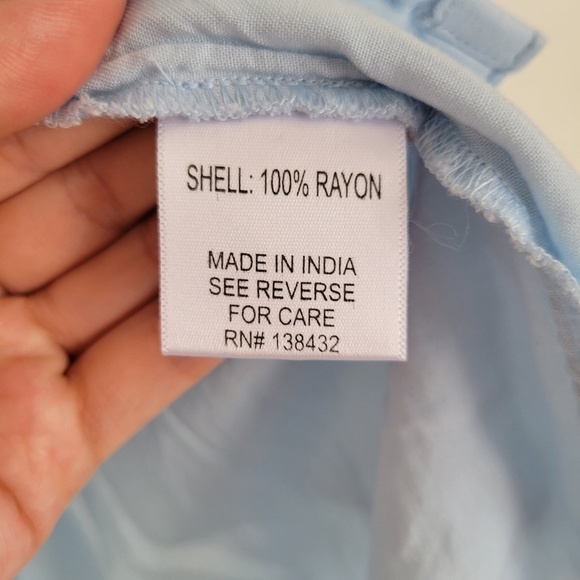 SHELL: 100% RAYON
MADE IN INDIA
SEE REVERSE
FOR CARE
RN# 138432